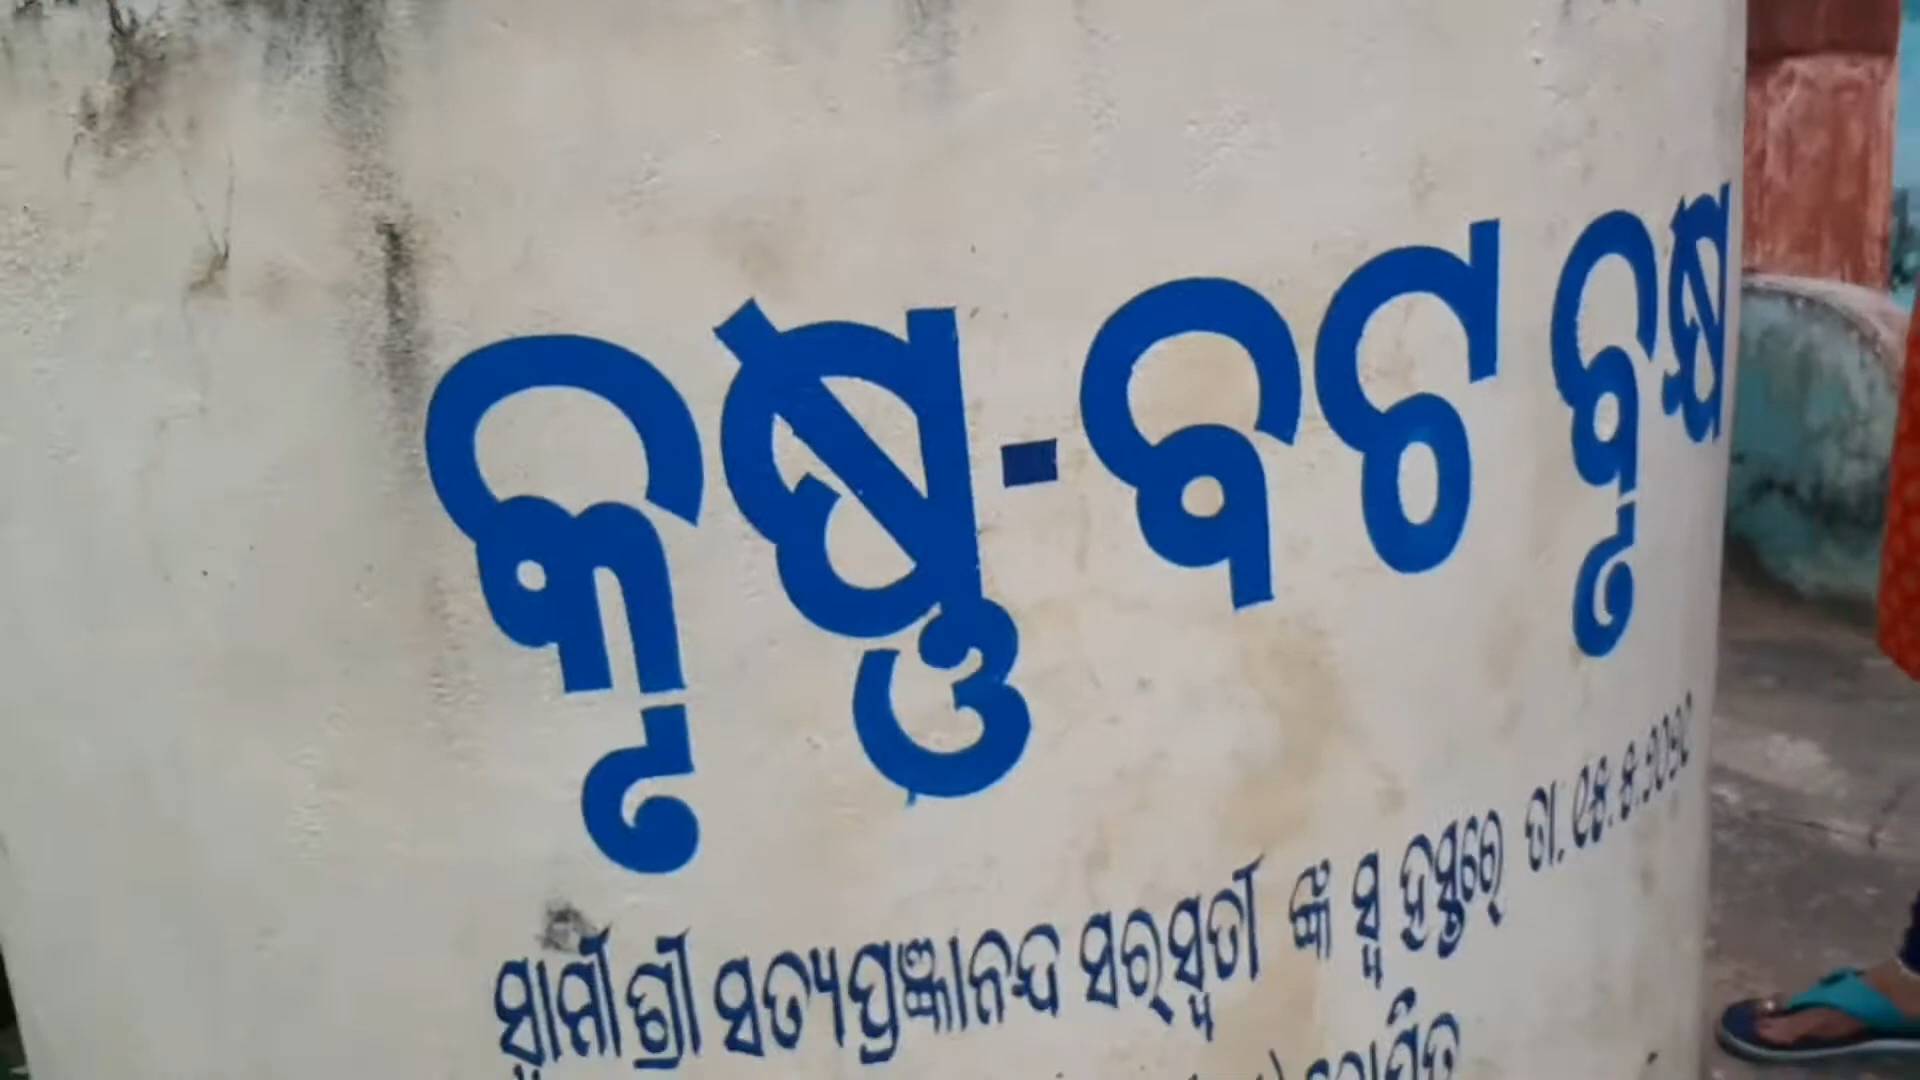 କୃଷ୍ଣ-ବଟ ବୃକ୍ଷ
ସ୍ୱାମୀ ଶ୍ରୀ ସତ୍ୟପ୍ରଜ୍ଞାନନ୍ଦ ସରସ୍ୱତୀ ଙ୍କ ସ୍ୱ ହସ୍ତରେ ତା.
ରୋପିତ